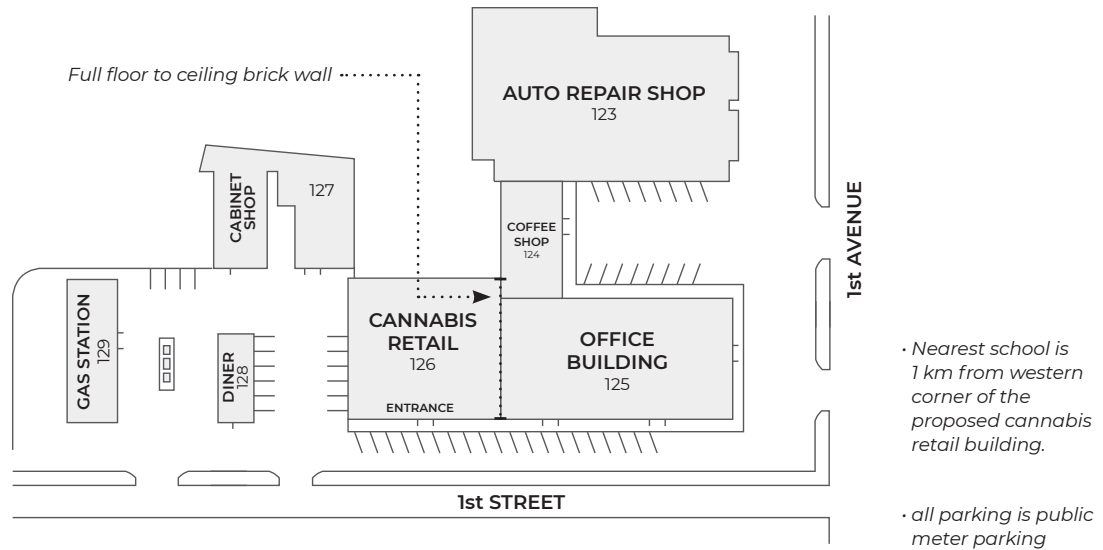 Full floor to ceiling brick wall
AUTO REPAIR SHOP
123
CABINET
SHOP
127
COFFEE
SHOP
124
1st AVENUE
GAS STATION
129
DINER
128
CANNABIS
RETAIL
126
ENTRANCE
OFFICE
BUILDING
125
1st STREET
· Nearest school is
1 km from western
corner of the
proposed cannabis
retail building.
· all parking is public
meter parking